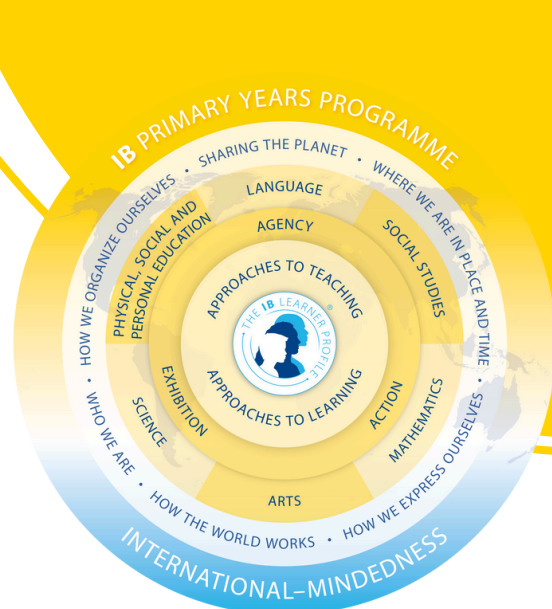 IB PRIMARY YEARS PROGRAMME
SHARING THE PLANET • WHERE WE ARE IN PLACE AND TIME • HOW WE EXPRESS OURSELVES • HOW THE WORLD WORKS • WHO WE ARE • HOW WE ORGANIZE OURSELVES •
LANGUAGE
SOCIAL STUDIES
MATHEMATICS
ARTS
SCIENCE
PHYSICAL, SOCIAL AND
PERSONAL EDUCATION
AGENCY
ACTION
EXHIBITION
APPROACHES TO TEACHING
APPROACHES TO LEARNING
THE IB LEARNER PROFILE ®
INTERNATIONAL–MINDEDNESS